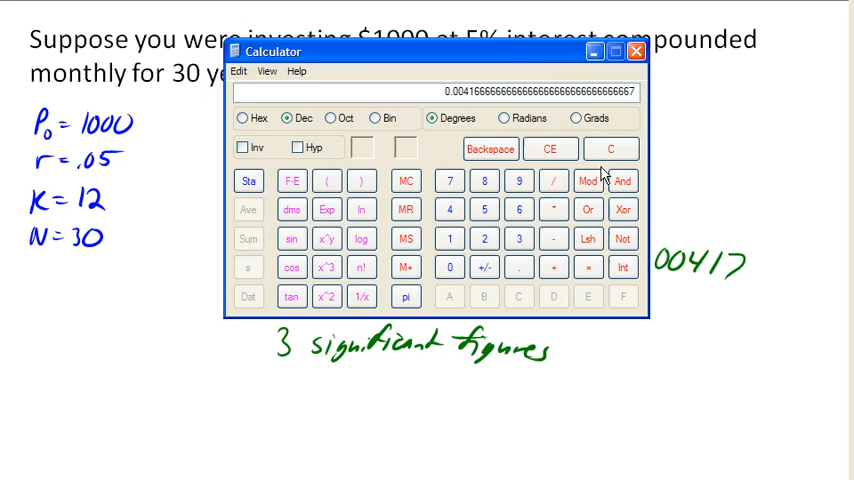 Suppose you were investing $1000 at 5% interest compounded
monthly for 30 ye
P₀ = 1000
r = .05
K = 12
N = 30
Calculator
Edit View Help
0.0041666666666666666666666666666667
Hex Dec Oct Bin Degrees Radians Grads
Inv Hyp Backspace CE C
Sta F-E ( ) MC 7 8 9 / Mod And
Ave dms Exp ln MR 4 5 6 * Or Xor
Sum sin x^y log MS 1 2 3 - Lsh Not
s cos x^3 n! M+ 0 +/- . + = Int
Dat tan x^2 1/x pi A B C D E F
00417
3 significant figures